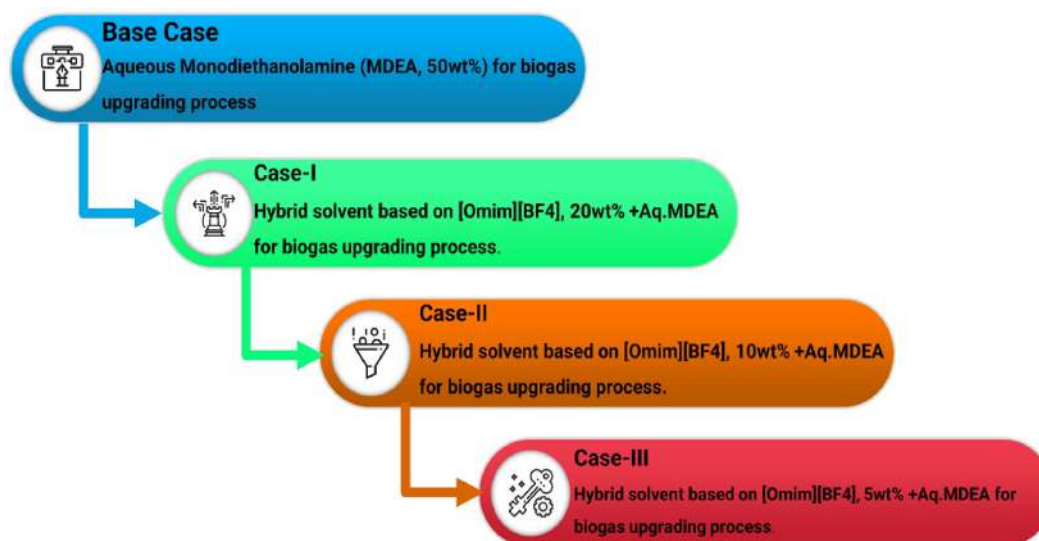 Base Case
Aqueous Monodiethanolamine (MDEA, 50wt%) for biogas
upgrading process
Case-I
Hybrid solvent based on [Omim][BF4], 20wt% +Aq.MDEA
for biogas upgrading process.
Case-II
Hybrid solvent based on [Omim][BF4], 10wt% +Aq.MDEA
for biogas upgrading process.
Case-III
Hybrid solvent based on [Omim][BF4], 5wt% +Aq.MDEA for
biogas upgrading process.